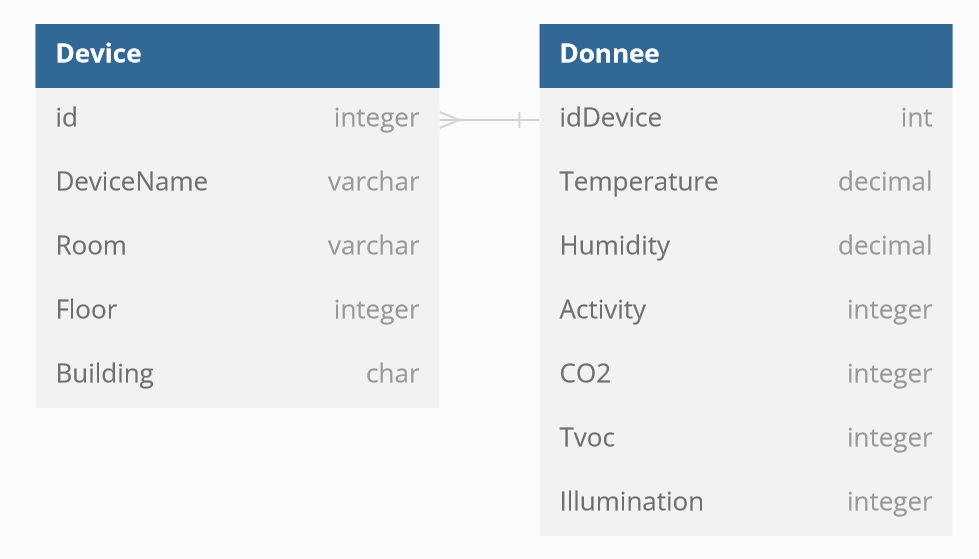 Device
id integer
DeviceName varchar
Room varchar
Floor integer
Building char
Donnee
idDevice int
Temperature decimal
Humidity decimal
Activity integer
CO2 integer
Tvoc integer
Illumination integer